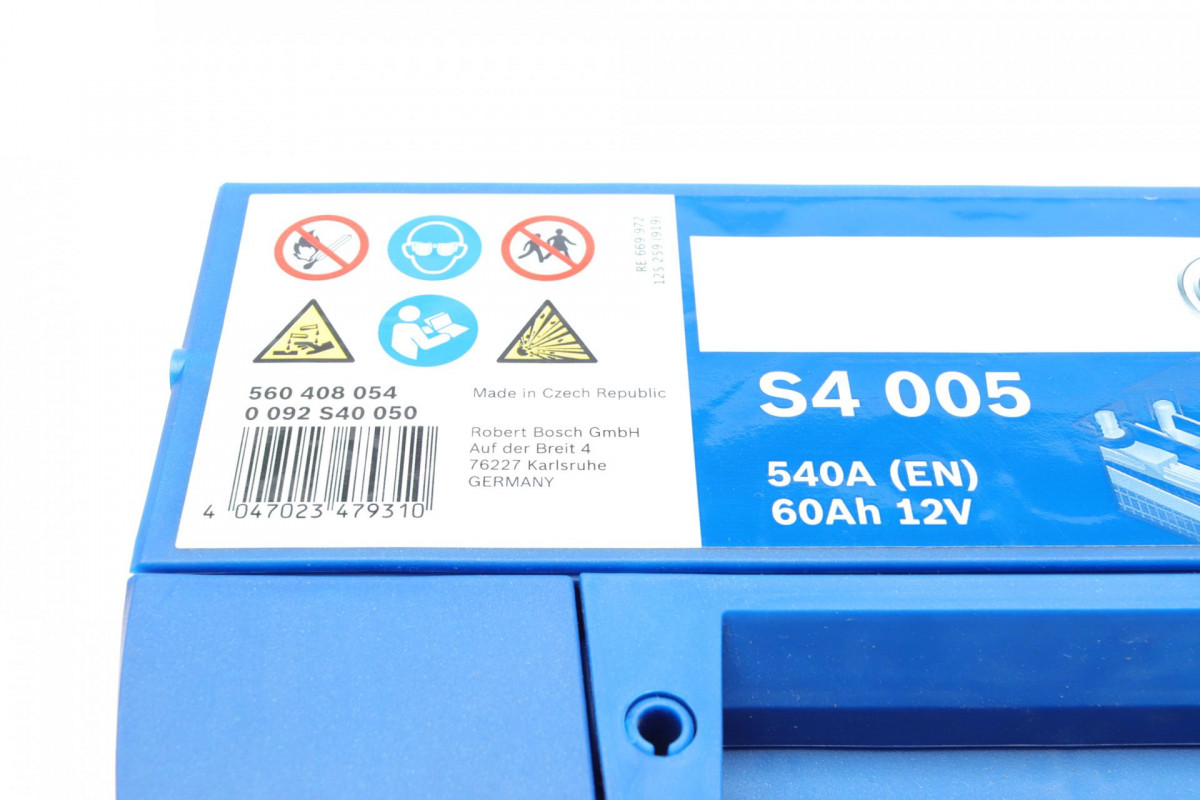 RE 669 972
125 259 (919)
560 408 054
0 092 S40 050
4 047023 479310
Made in Czech Republic
Robert Bosch GmbH
Auf der Breit 4
76227 Karlsruhe
GERMANY
S4 005
540A (EN)
60Ah 12V